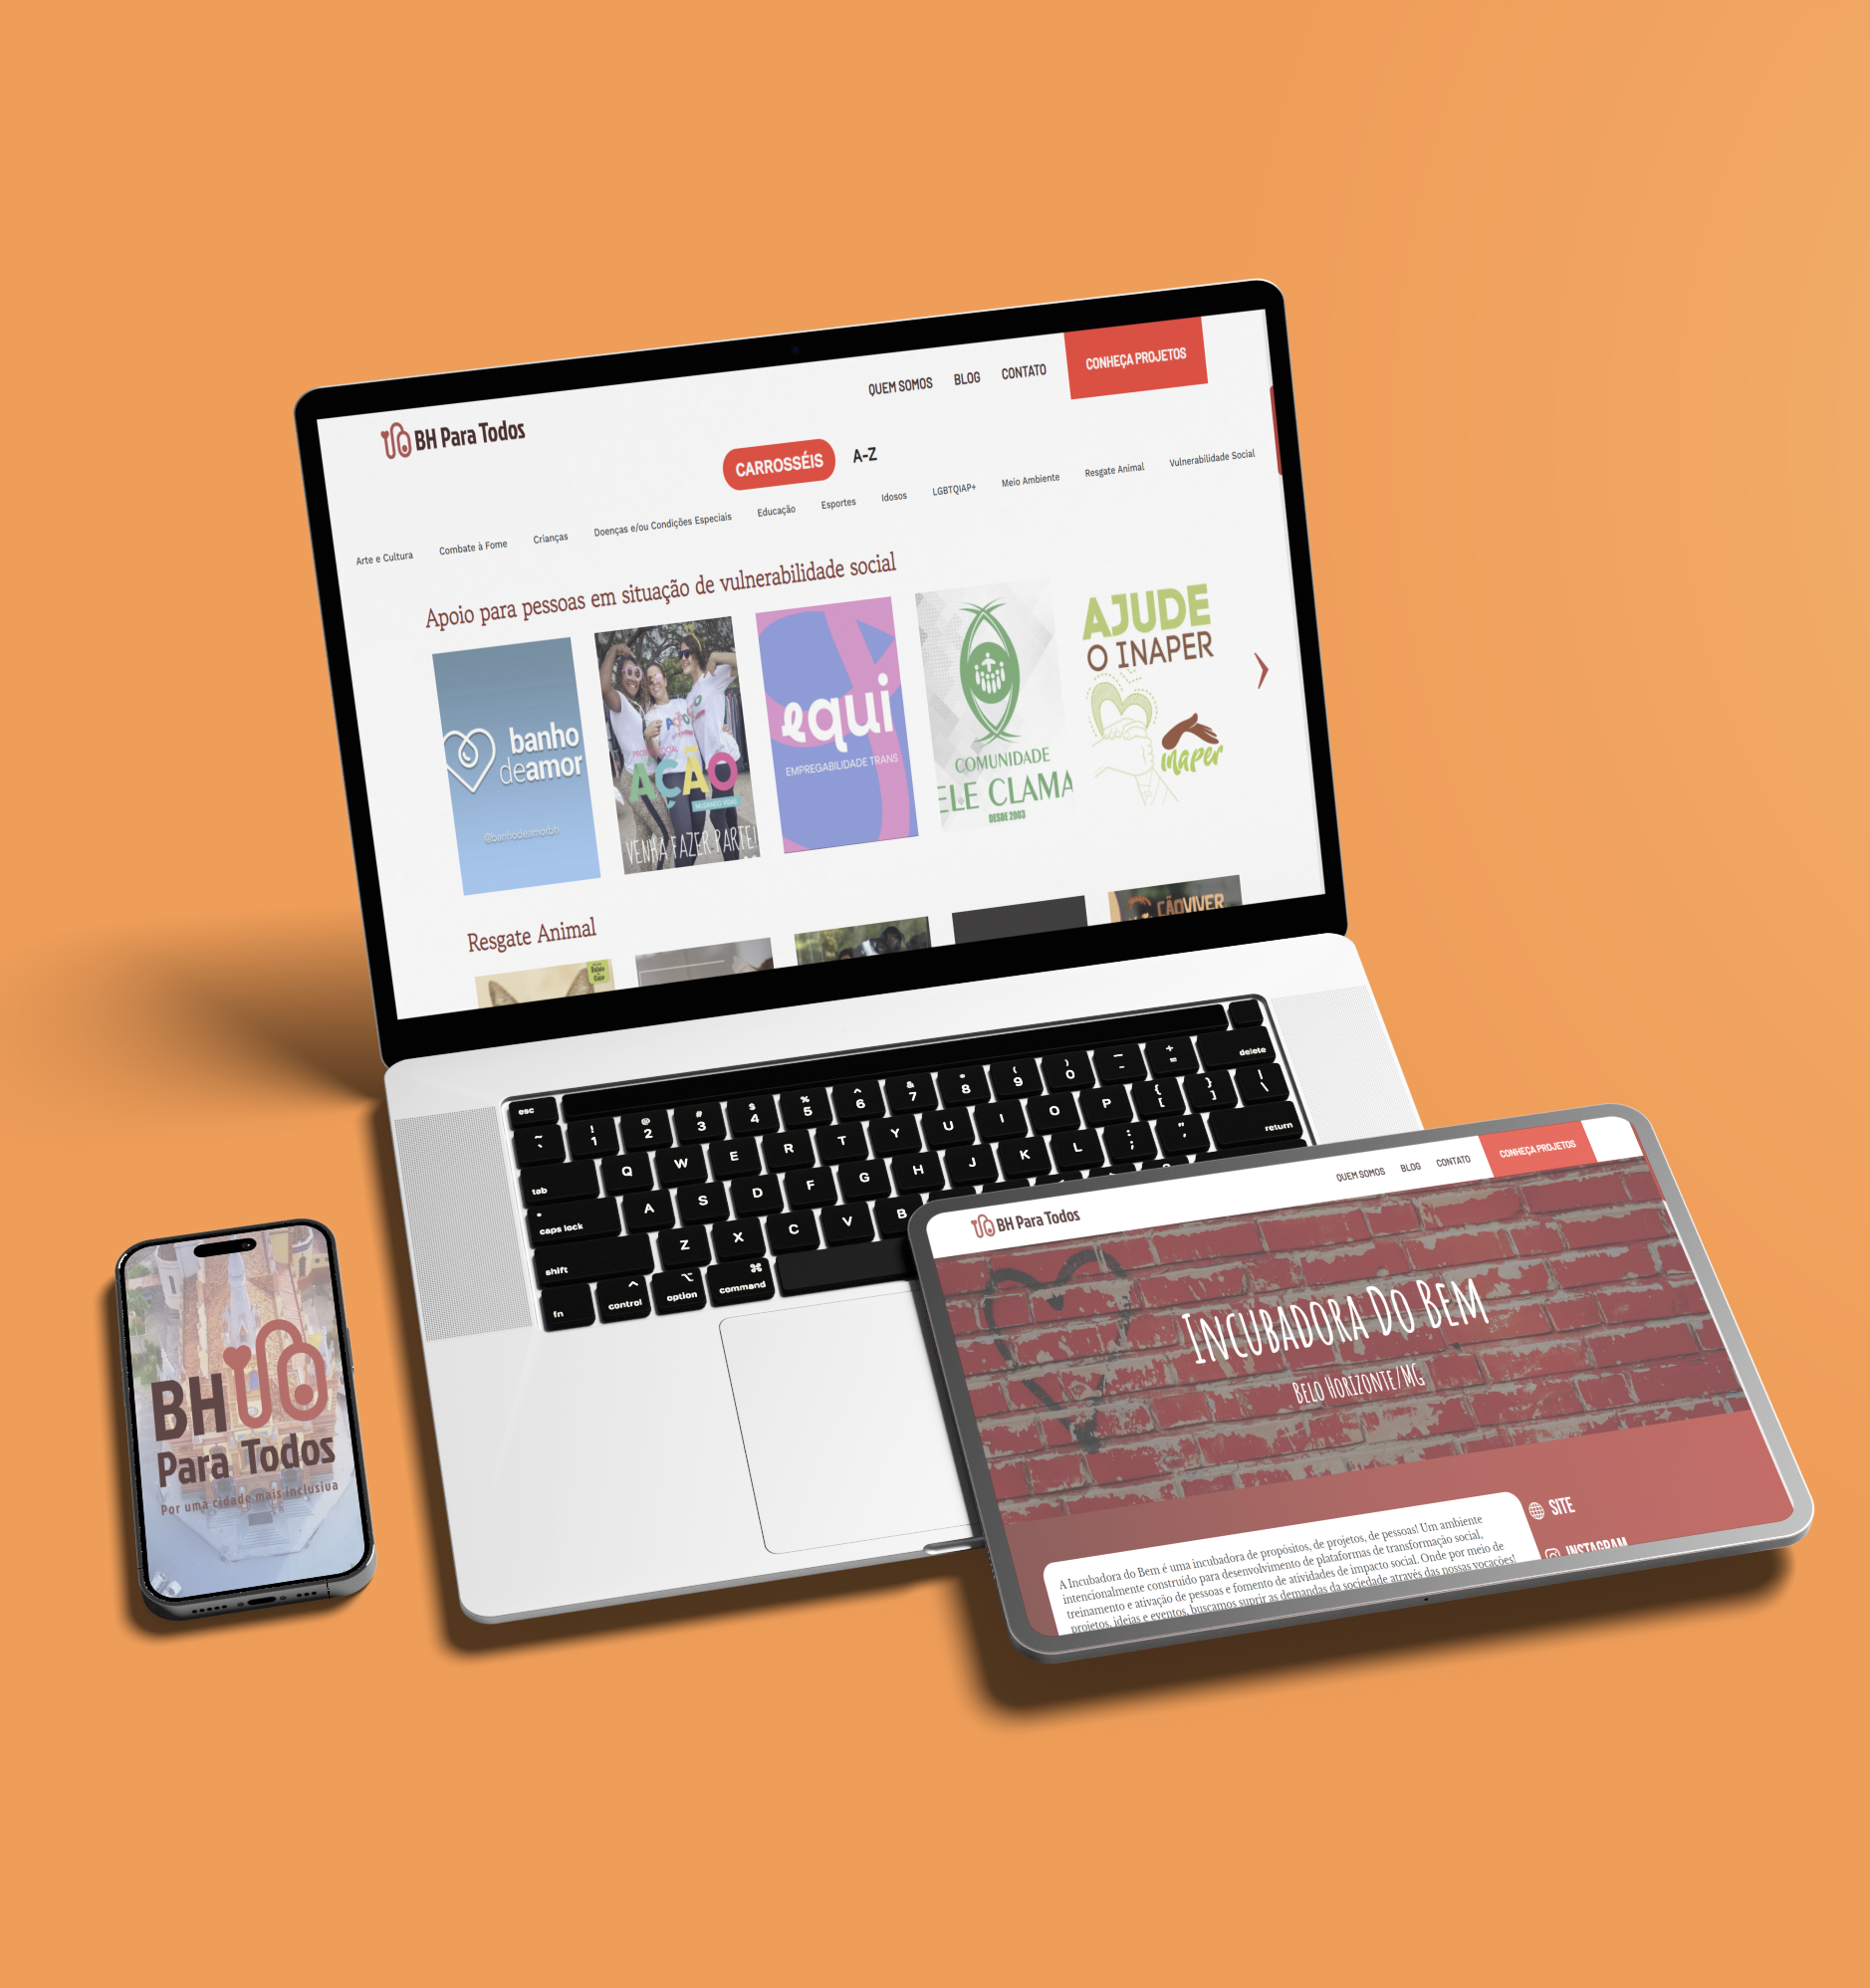 QUEM SOMOS BLOG CONTATO CONHEÇA PROJETOS
BH Para Todos
CARROSSÉIS A-Z
Arte e Cultura Combate à Fome Crianças Doenças e/ou Condições Especiais Educação Esportes Idosos LGBTQIAP+ Meio Ambiente Resgate Animal Vulnerabilidade Social
Apoio para pessoas em situação de vulnerabilidade social
banho
deamor
@banhodeamorbh
AÇÃO
MUDANDO VIDAS
VENHA FAZER PARTE!
equi
EMPREGABILIDADE TRANS
COMUNIDADE
ELE CLAMA
DESDE 2003
AJUDE
O INAPER
inaper
Resgate Animal
CÃOVIVER
esc
~ ! @ # $ % ^ & * ( ) — +
` 1 2 3 4 5 6 7 8 9 0 - = delete
tab Q W E R T Y U I O P { [ } ] | \
caps lock A S D F G H J K L : ; " ' return
shift Z X C V B
fn ^ control ⌥ option ⌘ command
BH
Para Todos
Por uma cidade mais inclusiva
QUEM SOMOS BLOG CONTATO CONHEÇA PROJETOS
BH Para Todos
INCUBADORA DO BEM
BELO HORIZONTE/MG
SITE
INSTAGRAM
A Incubadora do Bem é uma incubadora de propósitos, de projetos, de pessoas! Um ambiente
intencionalmente construído para desenvolvimento de plataformas de transformação social,
treinamento e ativação de pessoas e fomento de atividades de impacto social. Onde por meio de
projetos, ideias e eventos, buscamos suprir as demandas da sociedade através das nossas vocações!